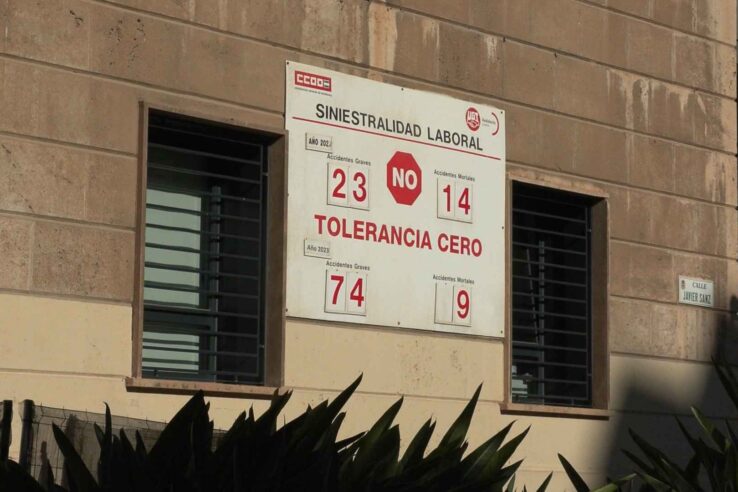 CCOO
SINIESTRALIDAD LABORAL
UGT
Accidentes Graves
Accidentes Mortales
23
NO
14
TOLERANCIA CERO
Año 2023
Accidentes Graves
Accidentes Mortales
74
9
CALLE
JAVIER SANZ